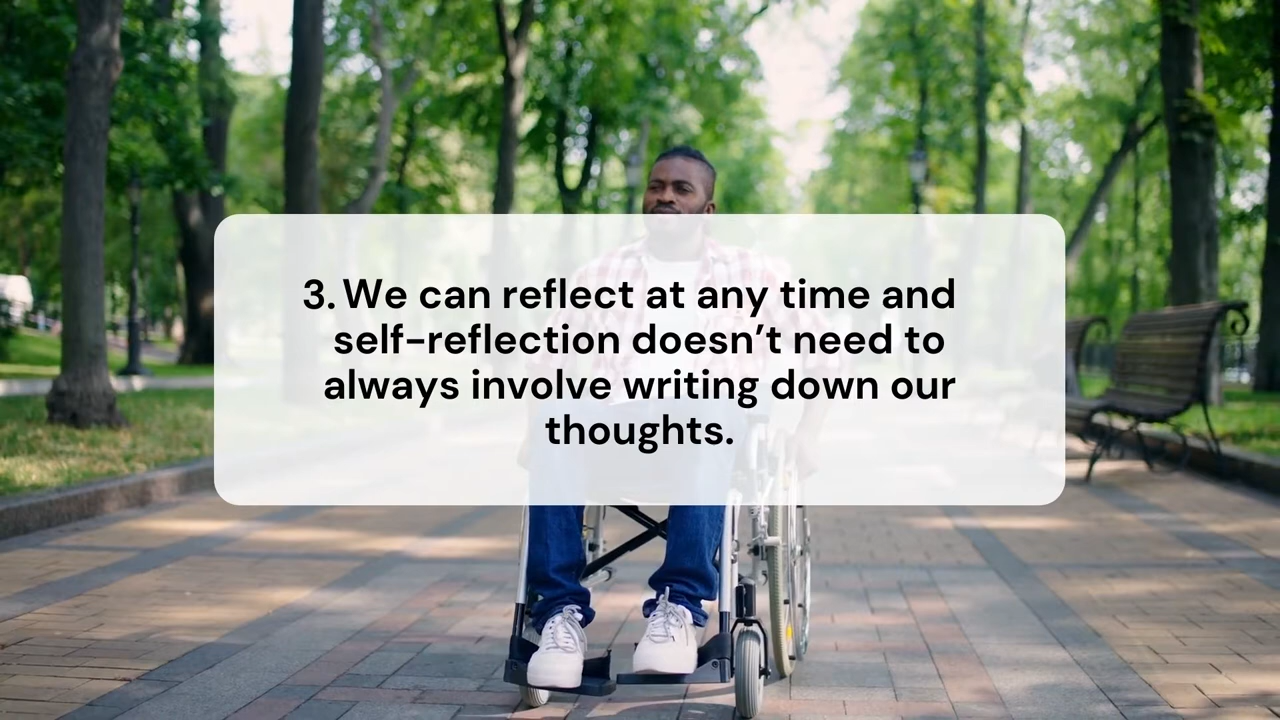 3. We can reflect at any time and
self-reflection doesn’t need to
always involve writing down our
thoughts.